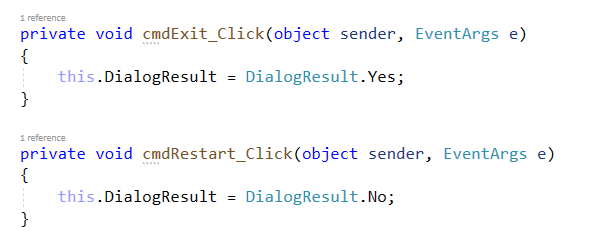 1 reference
private void cmdExit_Click(object sender, EventArgs e)
{
    this.DialogResult = DialogResult.Yes;
}
1 reference
private void cmdRestart_Click(object sender, EventArgs e)
{
    this.DialogResult = DialogResult.No;
}